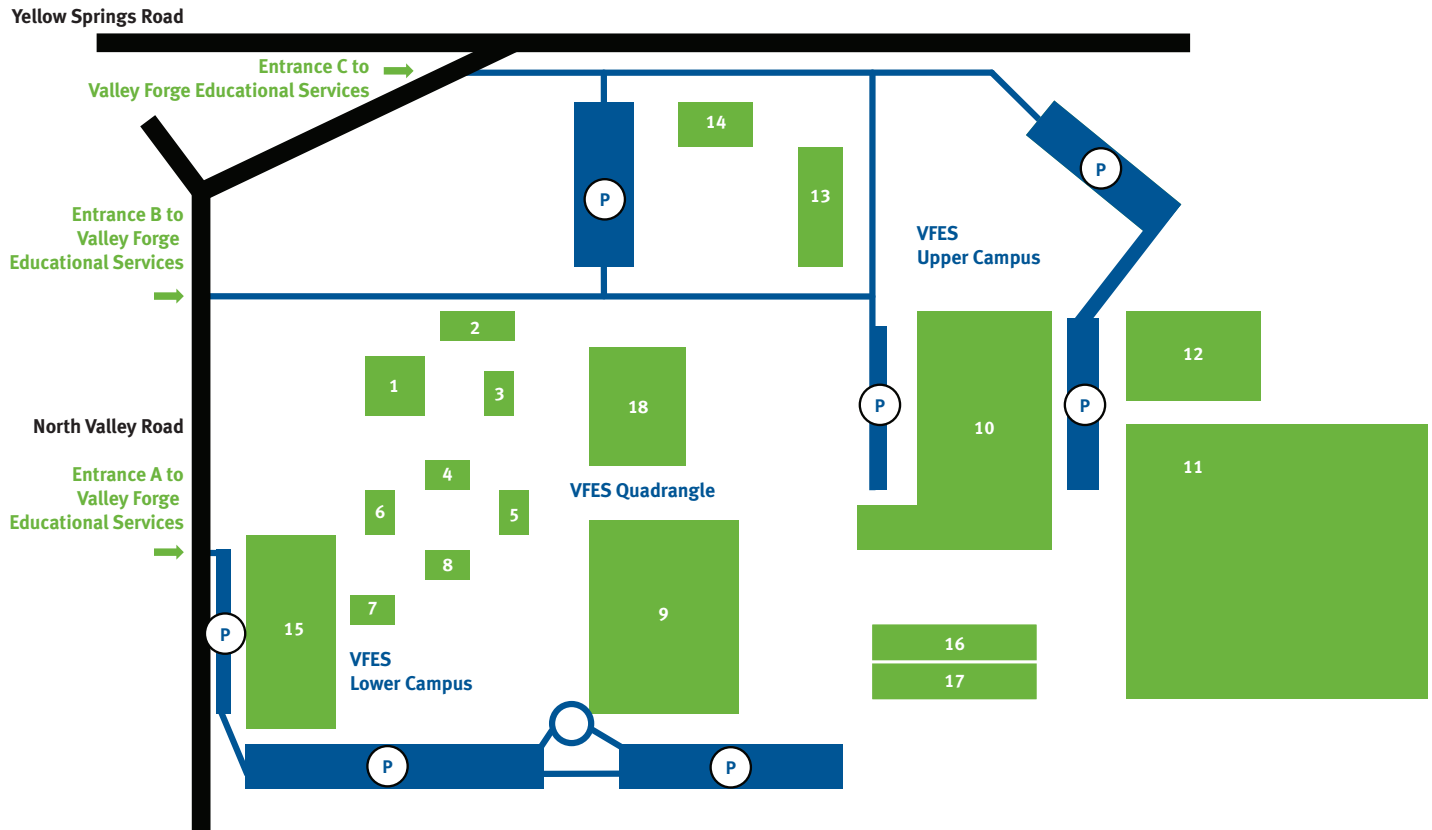 Yellow Springs Road
Entrance C to
Valley Forge Educational Services
14
P
P
13
Entrance B to
Valley Forge
Educational Services
VFES
Upper Campus
2
1
3
18
P
10
P
12
11
North Valley Road
Entrance A to
Valley Forge
Educational Services
4
VFES Quadrangle
6
5
8
7
9
15
P
VFES
Lower Campus
16
17
P
P